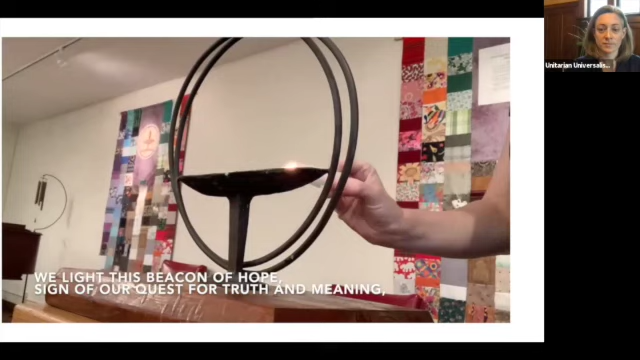 Unitarian Universalis...
WE LIGHT THIS BEACON OF HOPE,
SIGN OF OUR QUEST FOR TRUTH AND MEANING,